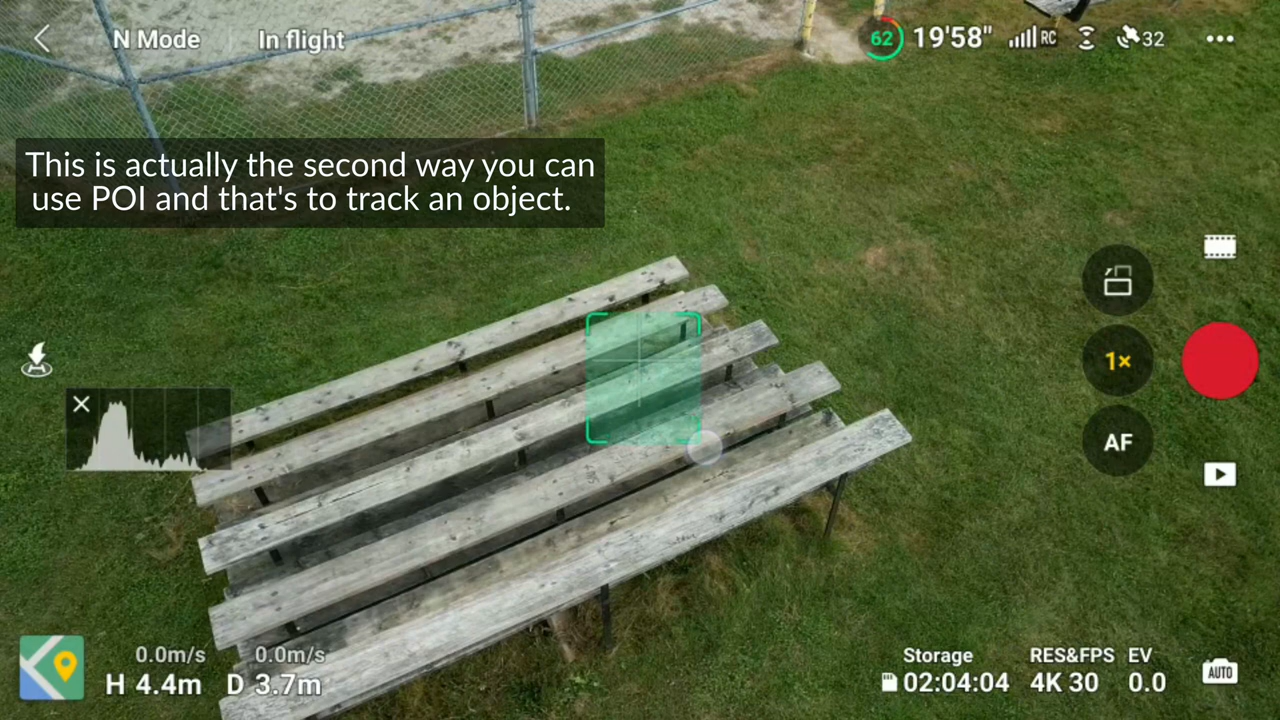 N Mode
In flight
62
19'58"
RC
32
This is actually the second way you can
use POI and that's to track an object.
1×
AF
0.0m/s
0.0m/s
H 4.4m
D 3.7m
Storage
02:04:04
RES&FPS
4K 30
EV
0.0
AUTO